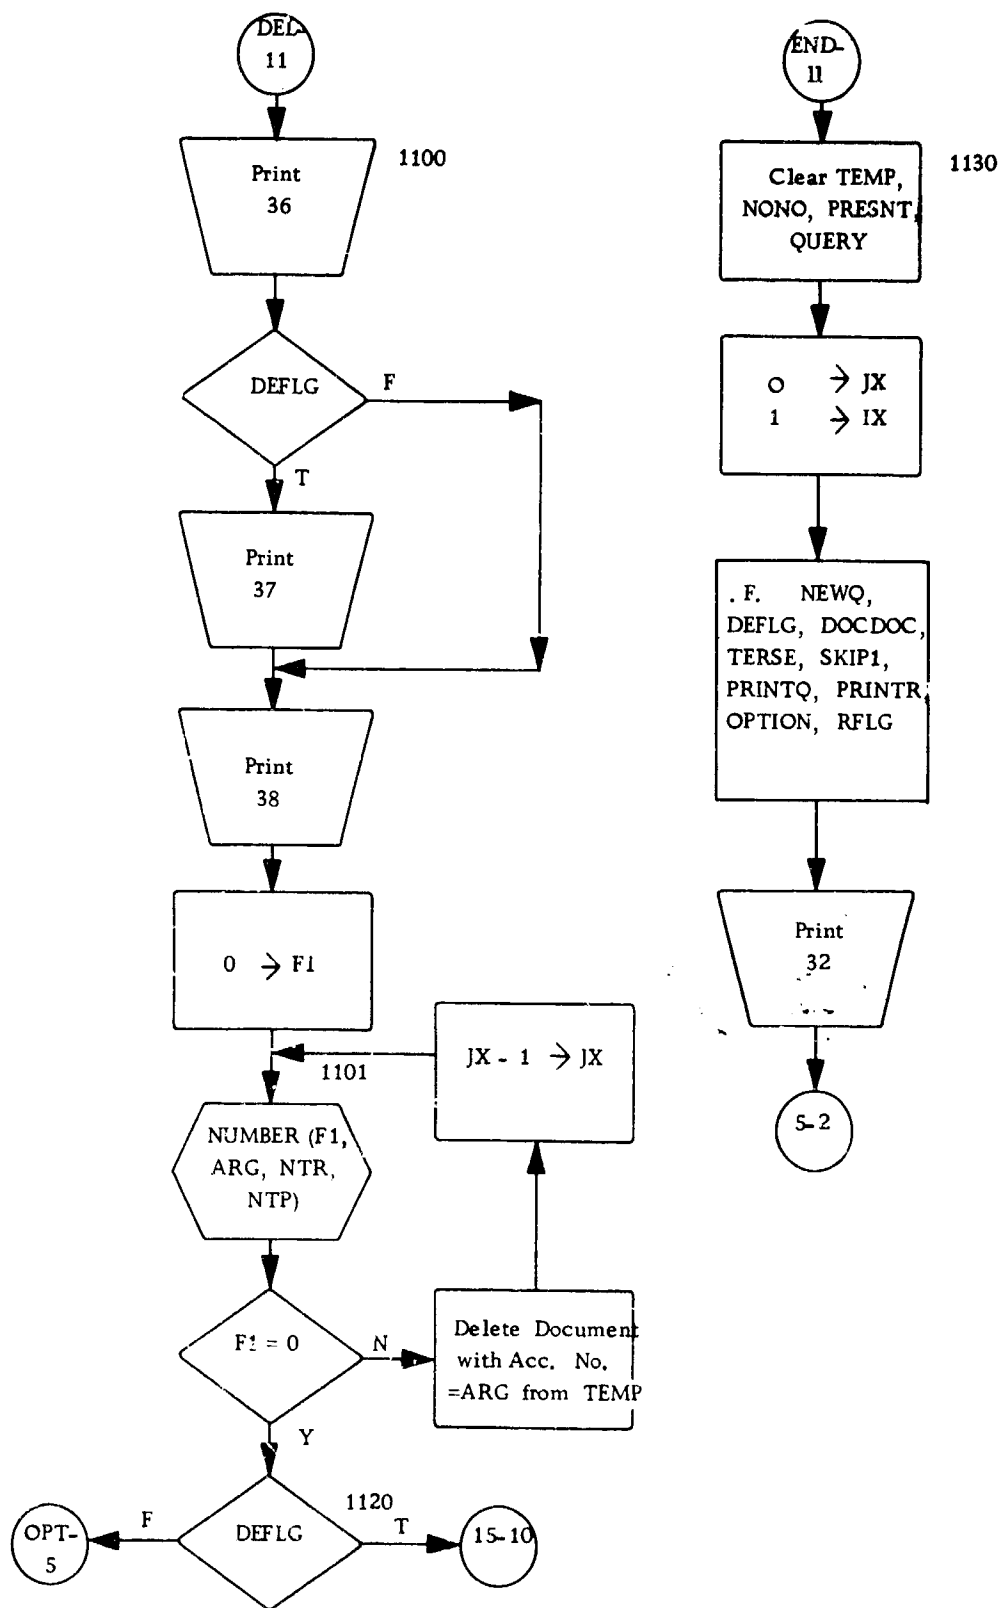 DEL-
11
1100
Print
36
DEFLG
F
T
Print
37
Print
38
0 → F1
1101
NUMBER (F1,
ARG, NTR,
NTP)
F1 = 0
N
Y
JX - 1 → JX
Delete Document
with Acc. No.
=ARG from TEMP
1120
DEFLG
F
T
OPT-
5
15-10
END-
11
1130
Clear TEMP,
NONO, PRESNT,
QUERY
0 → JX
1 → IX
. F. NEWQ,
DEFLG, DOCDOC,
TERSE, SKIP1,
PRINTQ, PRINTR,
OPTION, RFLG
Print
32
5-2